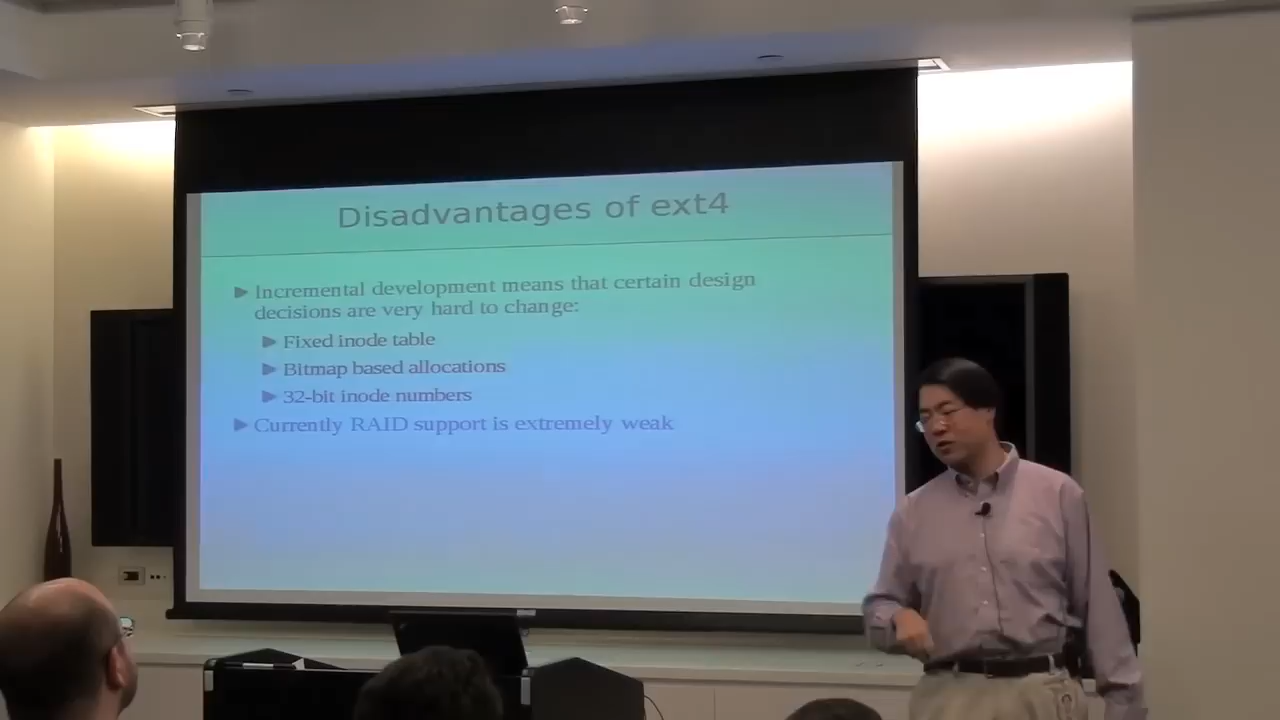 Disadvantages of ext4
Incremental development means that certain design
decisions are very hard to change:
Fixed inode table
Bitmap based allocations
32-bit inode numbers
Currently RAID support is extremely weak